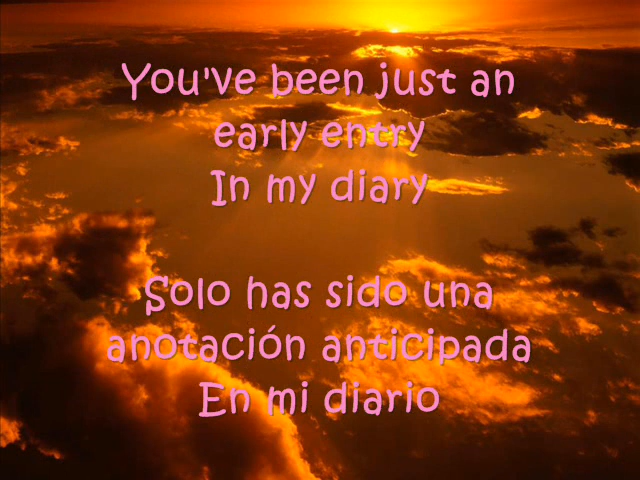 You've been just an
early entry
In my diary
Solo has sido una
anotación anticipada
En mi diario